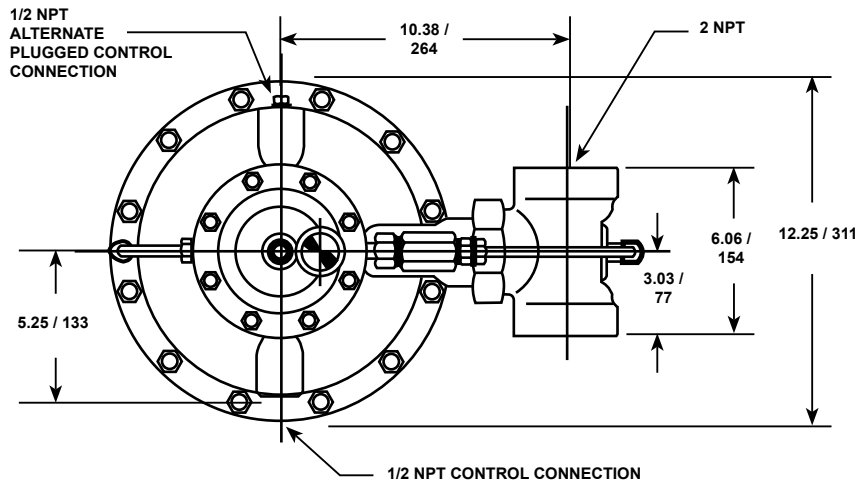 1/2 NPT
ALTERNATE
PLUGGED CONTROL
CONNECTION
10.38 /
264
2 NPT
12.25 / 311
6.06 /
154
3.03 /
77
5.25 / 133
1/2 NPT CONTROL CONNECTION